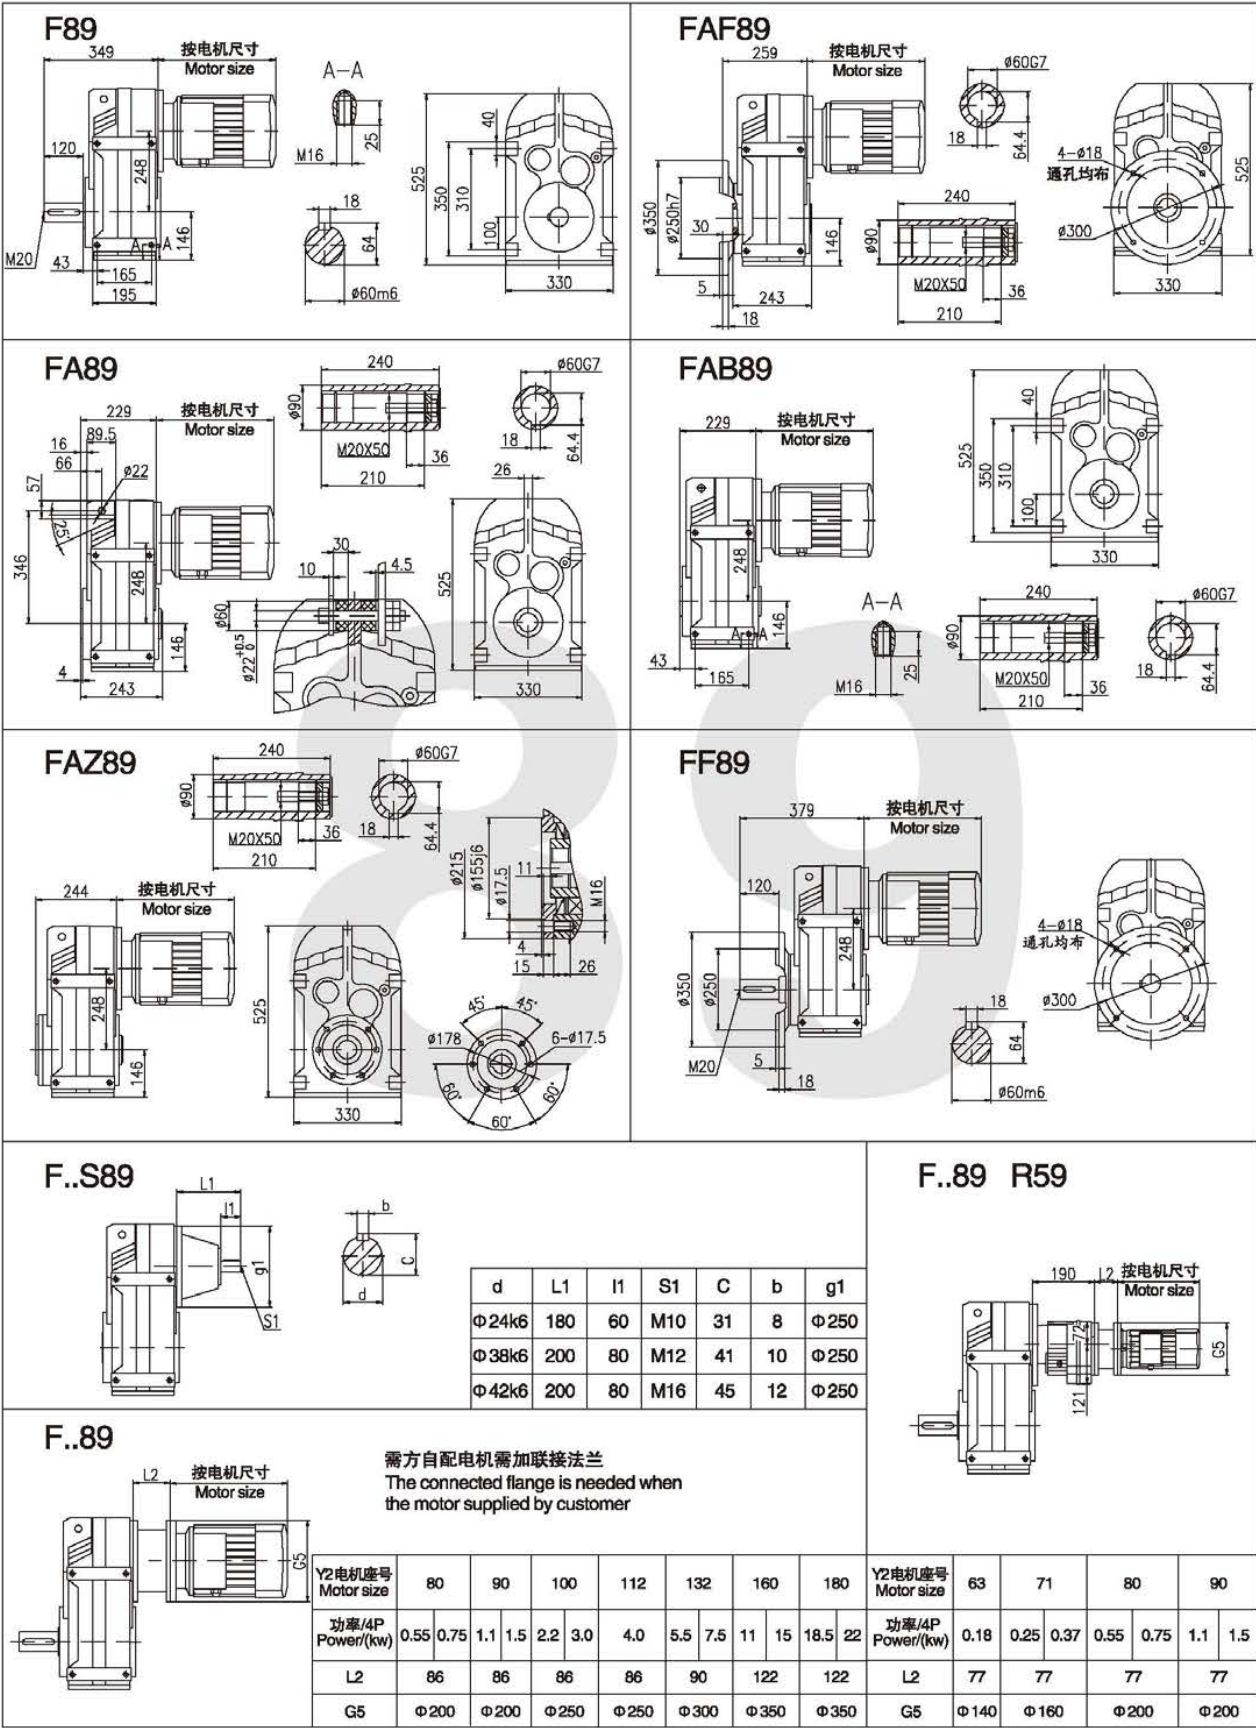 F89
349
按电机尺寸
Motor size
A-A
120
248
M16
25
18
64
M20
43
A
A
146
165
195
ø60m6
40
525
350
310
100
330
FAF89
259
按电机尺寸
Motor size
ø60G7
18
64.4
4-ø18
通孔均布
525
ø350
ø250h7
30
146
240
ø90
ø300
M20X50
36
5
243
18
210
330
FA89
240
ø60G7
ø90
229
按电机尺寸
Motor size
89.5
16
66
ø22
57
25°
M20X50
36
210
18
64.4
26
346
248
30
10
4.5
ø60
ø22 +0.5 0
525
146
4
243
330
FAB89
229
按电机尺寸
Motor size
40
525
350
310
100
330
248
A-A
A
A
146
43
165
M16
25
240
ø60G7
ø90
M20X50
36
210
18
64.4
FAZ89
240
ø60G7
ø90
M20X50
36
210
18
64.4
244
按电机尺寸
Motor size
ø215
ø155j6
ø17.5
11
M16
4
15
26
248
525
146
330
45°
45°
ø178
6-ø17.5
60°
60°
60°
FF89
379
按电机尺寸
Motor size
120
248
4-ø18
通孔均布
ø350
ø250
ø300
M20
5
18
18
64
ø60m6
89
F..S89
L1
l1
g1
S1
b
C
d
d L1 l1 S1 C b g1
Φ24k6 180 60 M10 31 8 Φ250
Φ38k6 200 80 M12 41 10 Φ250
Φ42k6 200 80 M16 45 12 Φ250
F..89 R59
190
L2
按电机尺寸
Motor size
72
G5
121
F..89
L2
按电机尺寸
Motor size
G5
需方自配电机需加联接法兰
The connected flange is needed when
the motor supplied by customer
Y2电机座号
Motor size 80 90 100 112 132 160 180
功率/4P
Power/(kw) 0.55 0.75 1.1 1.5 2.2 3.0 4.0 5.5 7.5 11 15 18.5 22
L2 86 86 86 86 90 122 122
G5 Φ200 Φ200 Φ250 Φ250 Φ300 Φ350 Φ350
Y2电机座号
Motor size 63 71 80 90
功率/4P
Power/(kw) 0.18 0.25 0.37 0.55 0.75 1.1 1.5
L2 77 77 77 77
G5 Φ140 Φ160 Φ200 Φ200